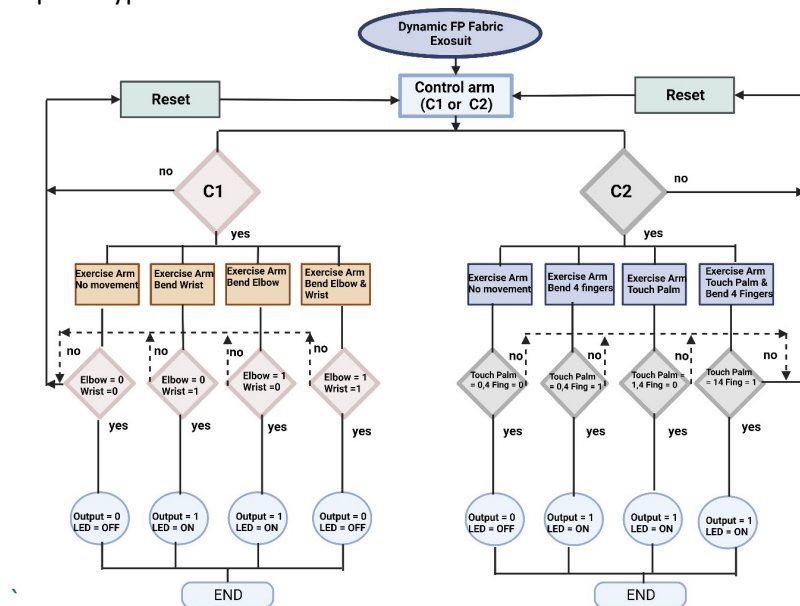 Dynamic FP Fabric
Exosuit
Reset
Control arm
(C1 or C2)
Reset
no
C1
yes
C2
no
yes
Exercise Arm
No movement
Exercise Arm
Bend Wrist
Exercise Arm
Bend Elbow
Exercise Arm
Bend Elbow &
Wrist
Exercise Arm
No movement
Exercise Arm
Bend 4 fingers
Exercise Arm
Touch Palm
Exercise Arm
Touch Palm &
Bend 4 Fingers
no
no
no
no
no
no
no
no
Elbow = 0
Wrist =0
Elbow = 0
Wrist =1
Elbow = 1
Wrist =0
Elbow = 1
Wrist =1
Touch Palm
= 0,4 Fing = 0
Touch Palm
= 0,4 Fing = 1
Touch Palm =
1,4 Fing = 0
Touch Palm
= 14 Fing = 1
yes
yes
yes
yes
yes
yes
yes
yes
Output = 0
LED = OFF
Output = 1
LED = ON
Output = 1
LED = ON
Output = 0
LED = OFF
Output = 0
LED = OFF
Output = 1
LED = ON
Output = 1
LED = ON
Output = 1
LED = ON
END
END